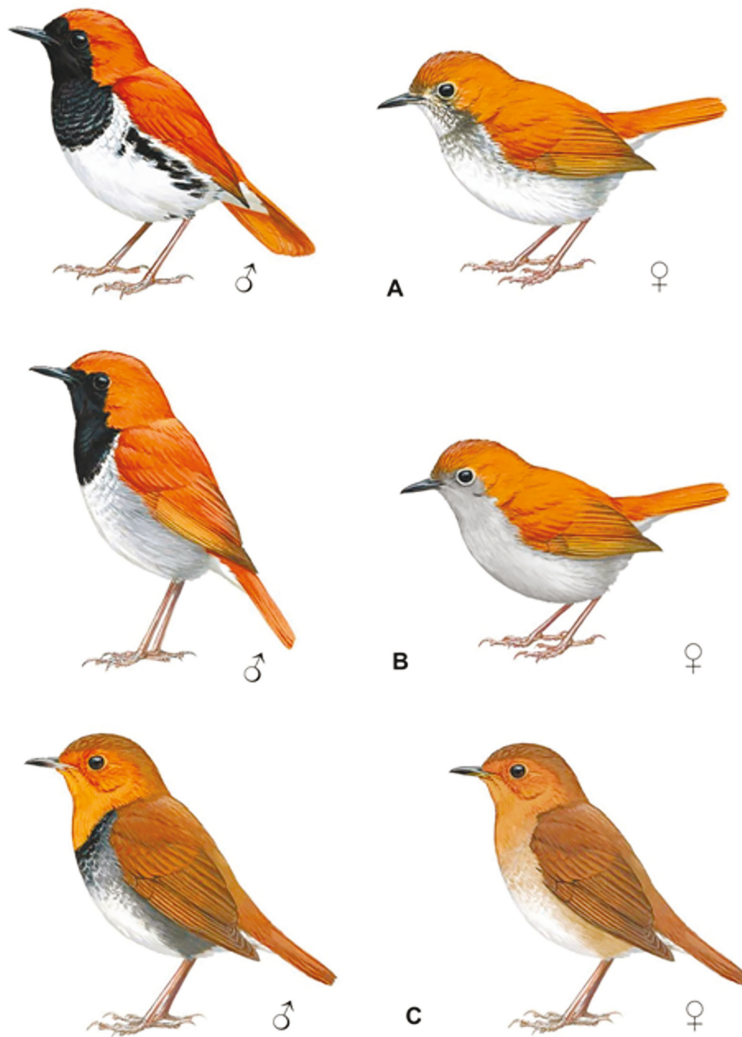 ♂ A ♀
♂ B ♀
♂ C ♀